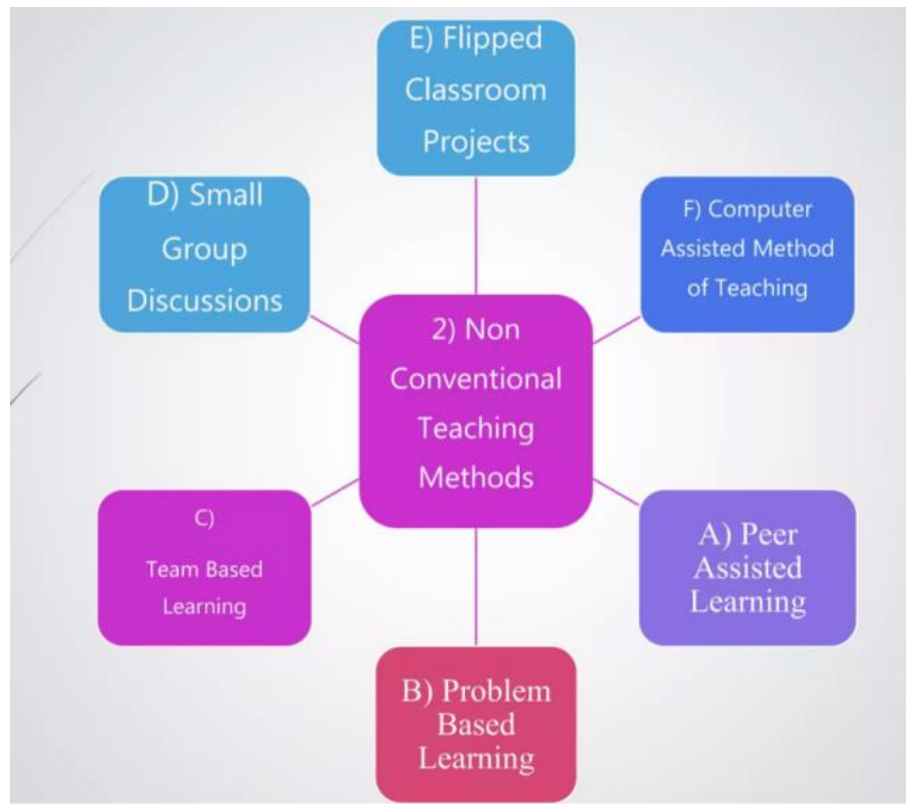 E) Flipped
Classroom
Projects
D) Small
Group
Discussions
F) Computer
Assisted Method
of Teaching
2) Non
Conventional
Teaching
Methods
C)
Team Based
Learning
A) Peer
Assisted
Learning
B) Problem
Based
Learning